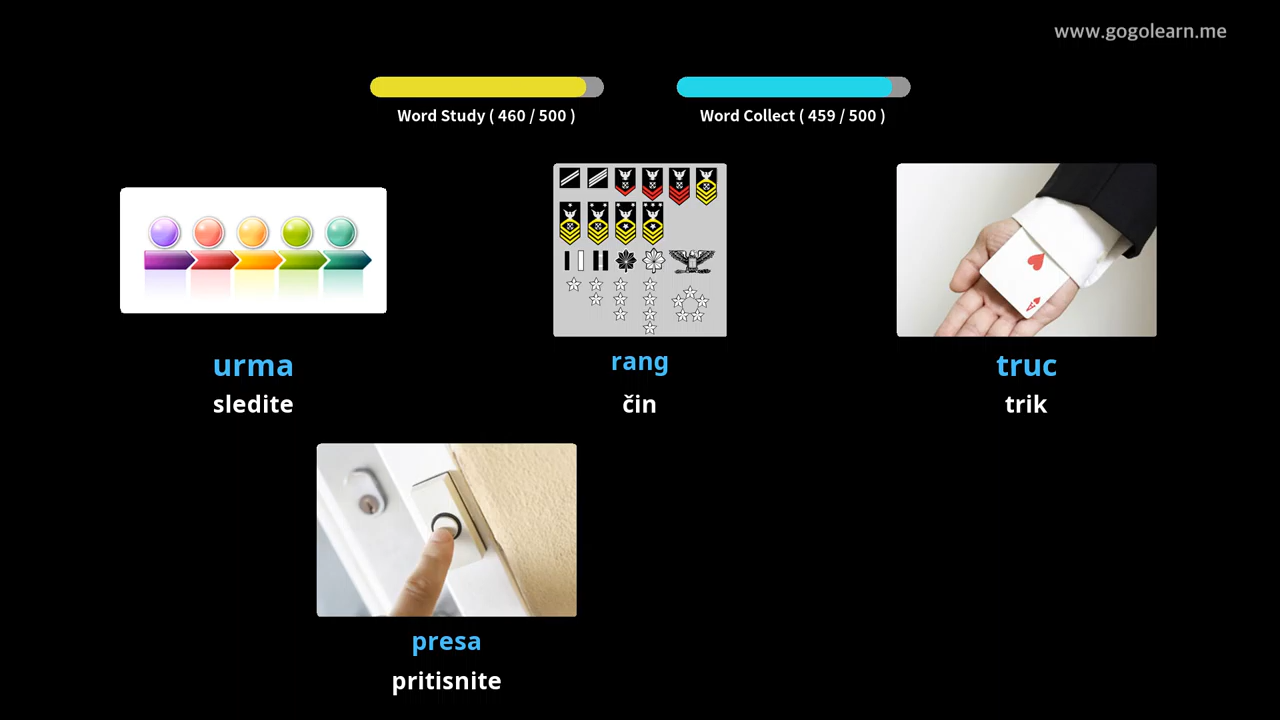 www.gogolearn.me
Word Study ( 460 / 500 )
Word Collect ( 459 / 500 )
urma
sledite
rang
čin
truc
trik
presa
pritisnite